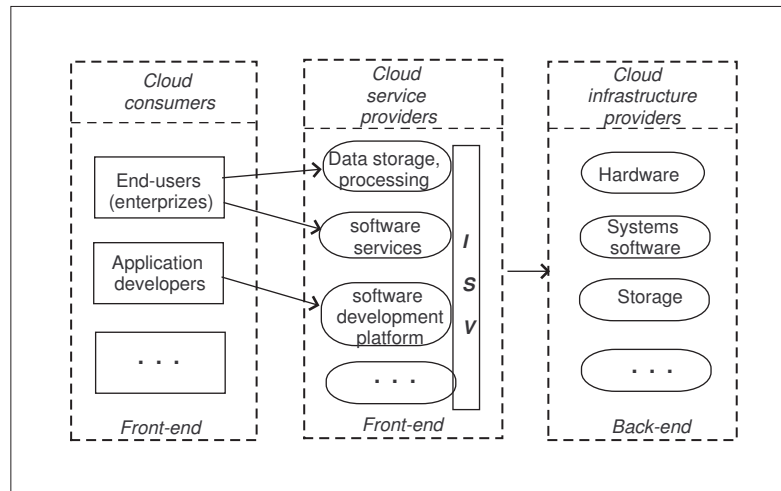 Cloud
consumers
End-users
(enterprizes)
Application
developers
. . .
Front-end
Cloud
service
providers
Data storage,
processing
software
services
software
development
platform
. . .
I
S
V
Front-end
Cloud
infrastructure
providers
Hardware
Systems
software
Storage
. . .
Back-end